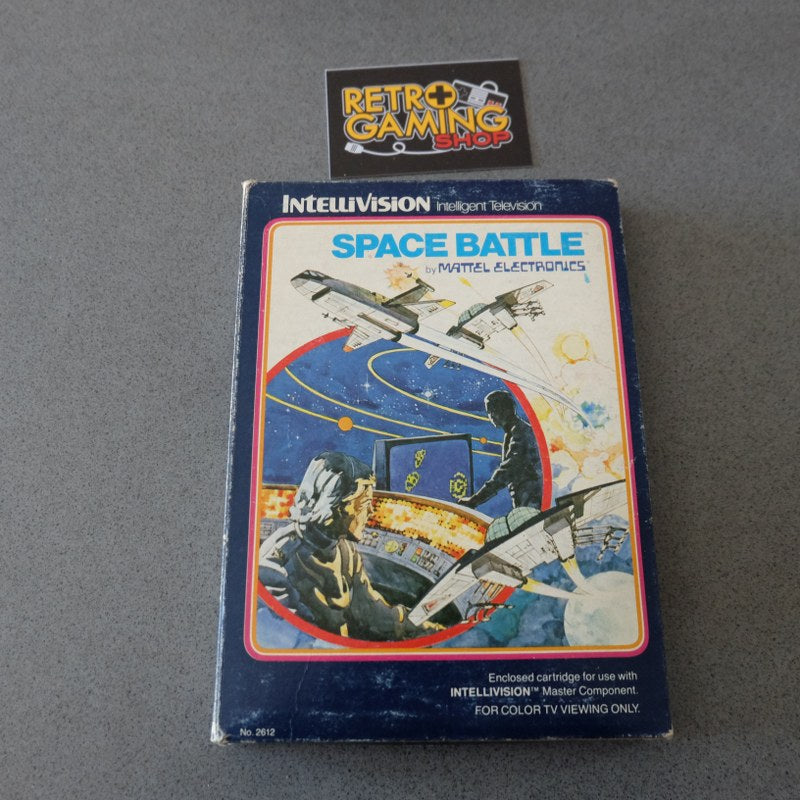 RETRO
GAMING
SHOP
INTELLIVISION Intelligent Television
SPACE BATTLE
by MATTEL ELECTRONICS
Enclosed cartridge for use with
INTELLIVISION™ Master Component.
FOR COLOR TV VIEWING ONLY.
No. 2612